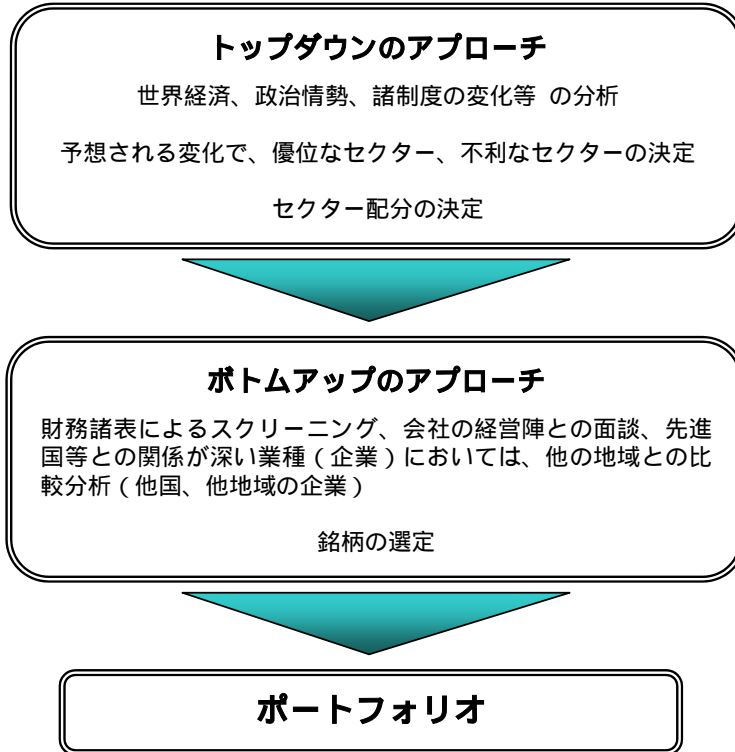 トップダウンのアプローチ
世界経済、政治情勢、諸制度の変化等 の分析
予想される変化で、優位なセクター、不利なセクターの決定
セクター配分の決定
ボトムアップのアプローチ
財務諸表によるスクリーニング、会社の経営陣との面談、先進
国等との関係が深い業種（企業）においては、他の地域との比
較分析（他国、他地域の企業）
銘柄の選定
ポートフォリオ